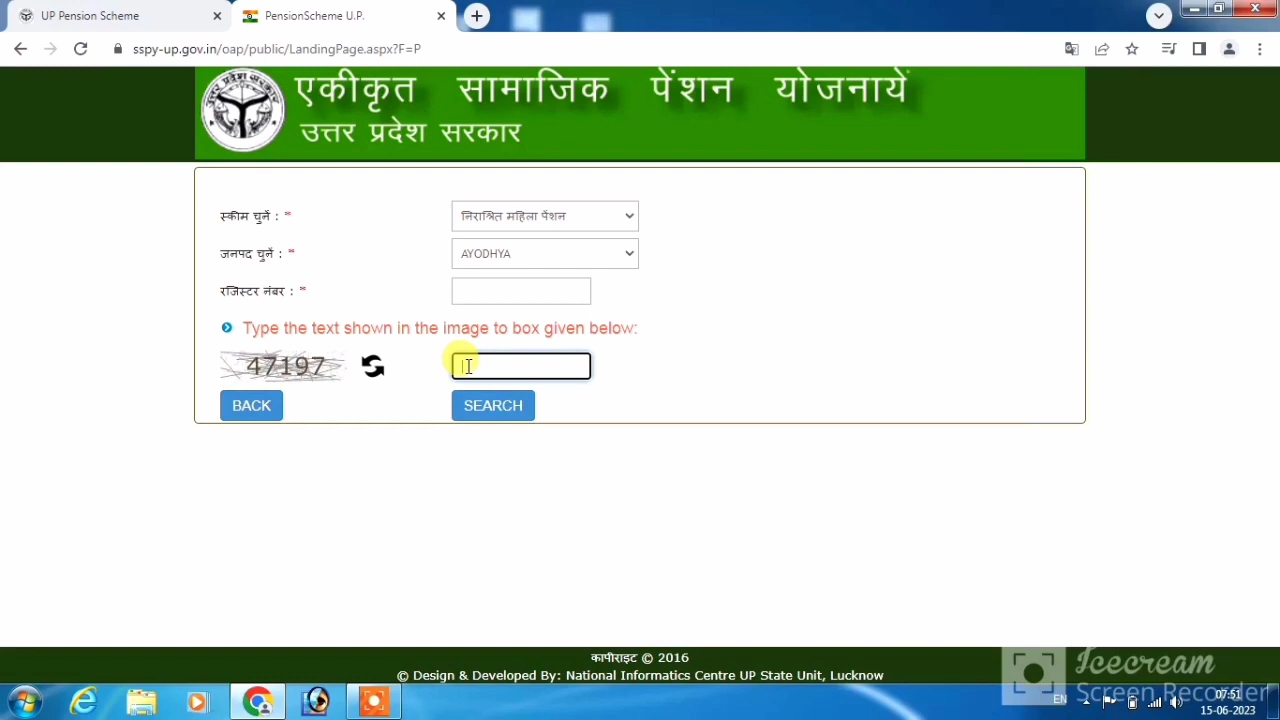 UP Pension Scheme
PensionScheme U.P.
sspy-up.gov.in/oap/public/LandingPage.aspx?F=P
एकीकृत सामाजिक पेंशन योजनायें
उत्तर प्रदेश सरकार
स्कीम चुनें : *
निराश्रित महिला पेंशन
जनपद चुनें : *
AYODHYA
रजिस्टर नंबर : *
Type the text shown in the image to box given below:
47197
BACK
SEARCH
कापीराइट © 2016
© Design & Developed By: National Informatics Centre UP State Unit, Lucknow
Icecream
Screen Recorder
EN
07:51
15-06-2023